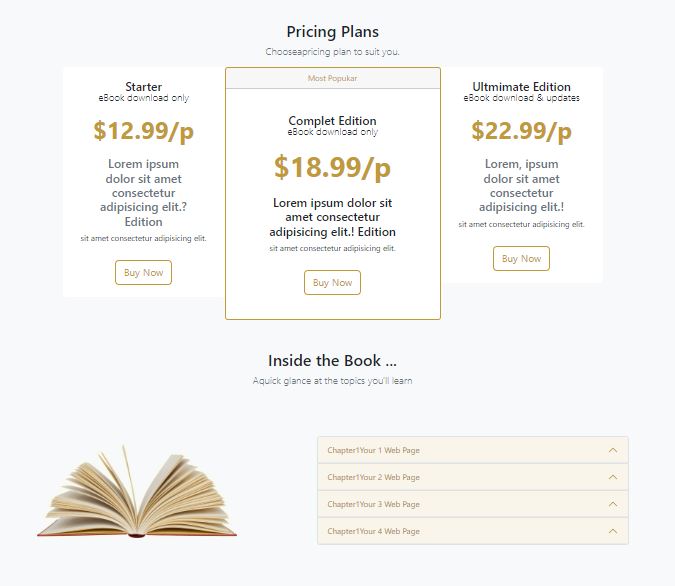 Pricing Plans
Chooseapricing plan to suit you.
Starter
eBook download only
$12.99/p
Lorem ipsum
dolor sit amet
consectetur
adipisicing elit.?
Edition
sit amet consectetur adipisicing elit.
Buy Now
Most Popukar
Complet Edition
eBook download only
$18.99/p
Lorem ipsum dolor sit
amet consectetur
adipisicing elit.! Edition
sit amet consectetur adipisicing elit.
Buy Now
Ultmimate Edition
eBook download & updates
$22.99/p
Lorem, ipsum
dolor sit amet
consectetur
adipisicing elit.!
sit amet consectetur adipisicing elit.
Buy Now
Inside the Book ...
Aquick glance at the topics you'll learn
Chapter1Your 1 Web Page
Chapter1Your 2 Web Page
Chapter1Your 3 Web Page
Chapter1Your 4 Web Page